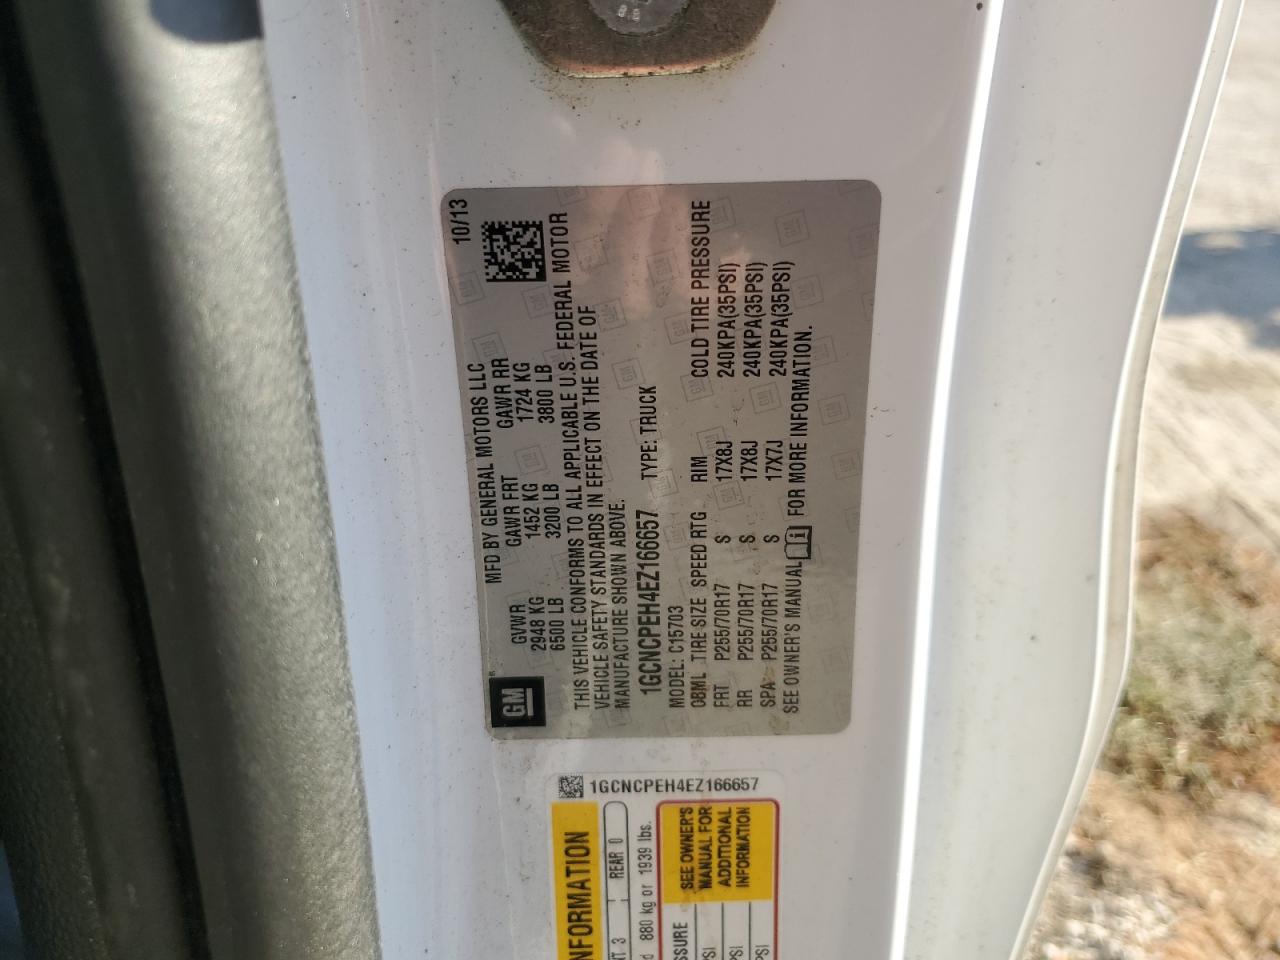 MFD BY GENERAL MOTORS LLC 10/13
GVWR GAWR FRT GAWR RR
2948 KG 1452 KG 1724 KG
6500 LB 3200 LB 3800 LB
GM
THIS VEHICLE CONFORMS TO ALL APPLICABLE U.S. FEDERAL MOTOR
VEHICLE SAFETY STANDARDS IN EFFECT ON THE DATE OF
MANUFACTURE SHOWN ABOVE.
1GCNCPEH4EZ166657 TYPE: TRUCK
MODEL: C15703
0BML TIRE SIZE SPEED RTG RIM COLD TIRE PRESSURE
FRT P255/70R17 S 17X8J 240KPA(35PSI)
RR P255/70R17 S 17X8J 240KPA(35PSI)
SPA P255/70R17 S 17X7J 240KPA(35PSI)
SEE OWNER'S MANUAL FOR MORE INFORMATION.
1GCNCPEH4EZ166657
REAR 0
880 kg or 1939 lbs.
SEE OWNER'S
MANUAL FOR
ADDITIONAL
INFORMATION